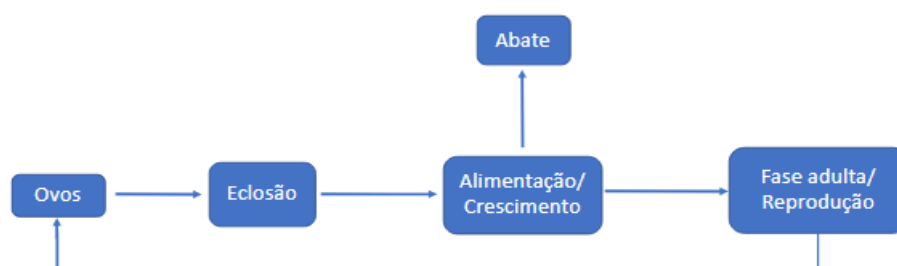 Abate
Ovos
Eclosão
Alimentação/
Crescimento
Fase adulta/
Reprodução